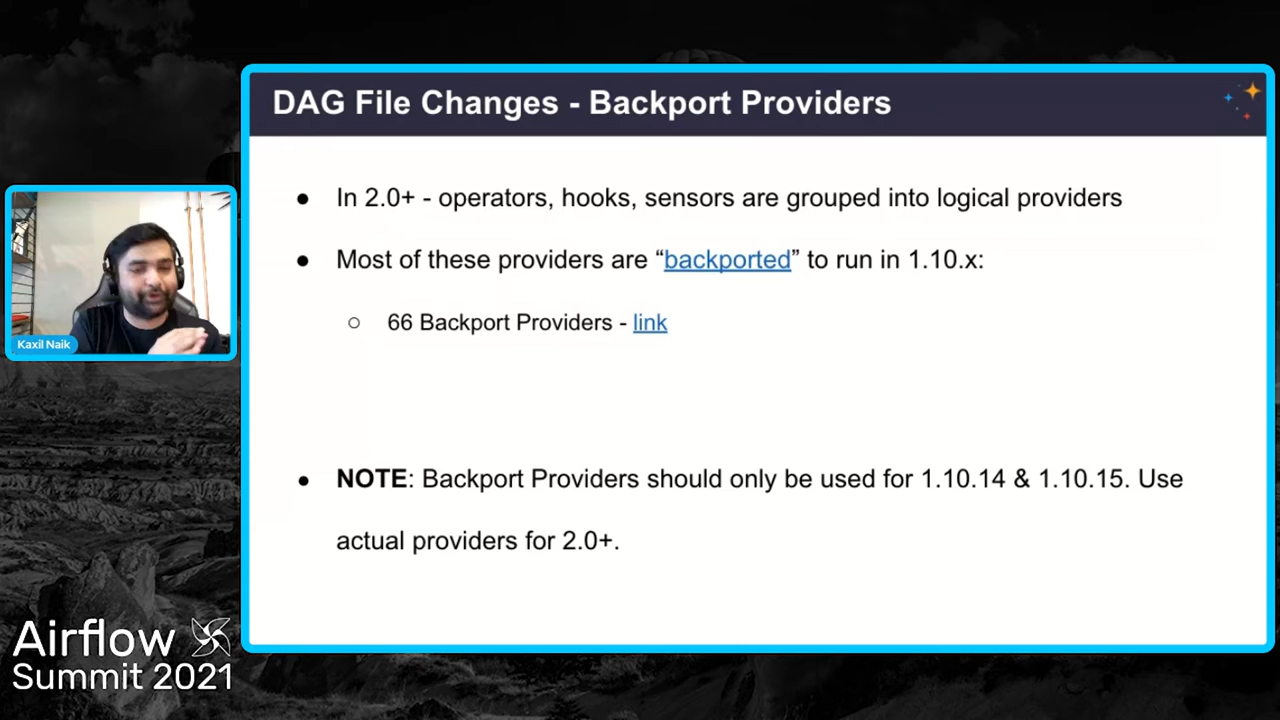 DAG File Changes - Backport Providers
● In 2.0+ - operators, hooks, sensors are grouped into logical providers
● Most of these providers are “backported” to run in 1.10.x:
○ 66 Backport Providers - link
● NOTE: Backport Providers should only be used for 1.10.14 & 1.10.15. Use
actual providers for 2.0+.
Kaxil Naik
Airflow
Summit 2021